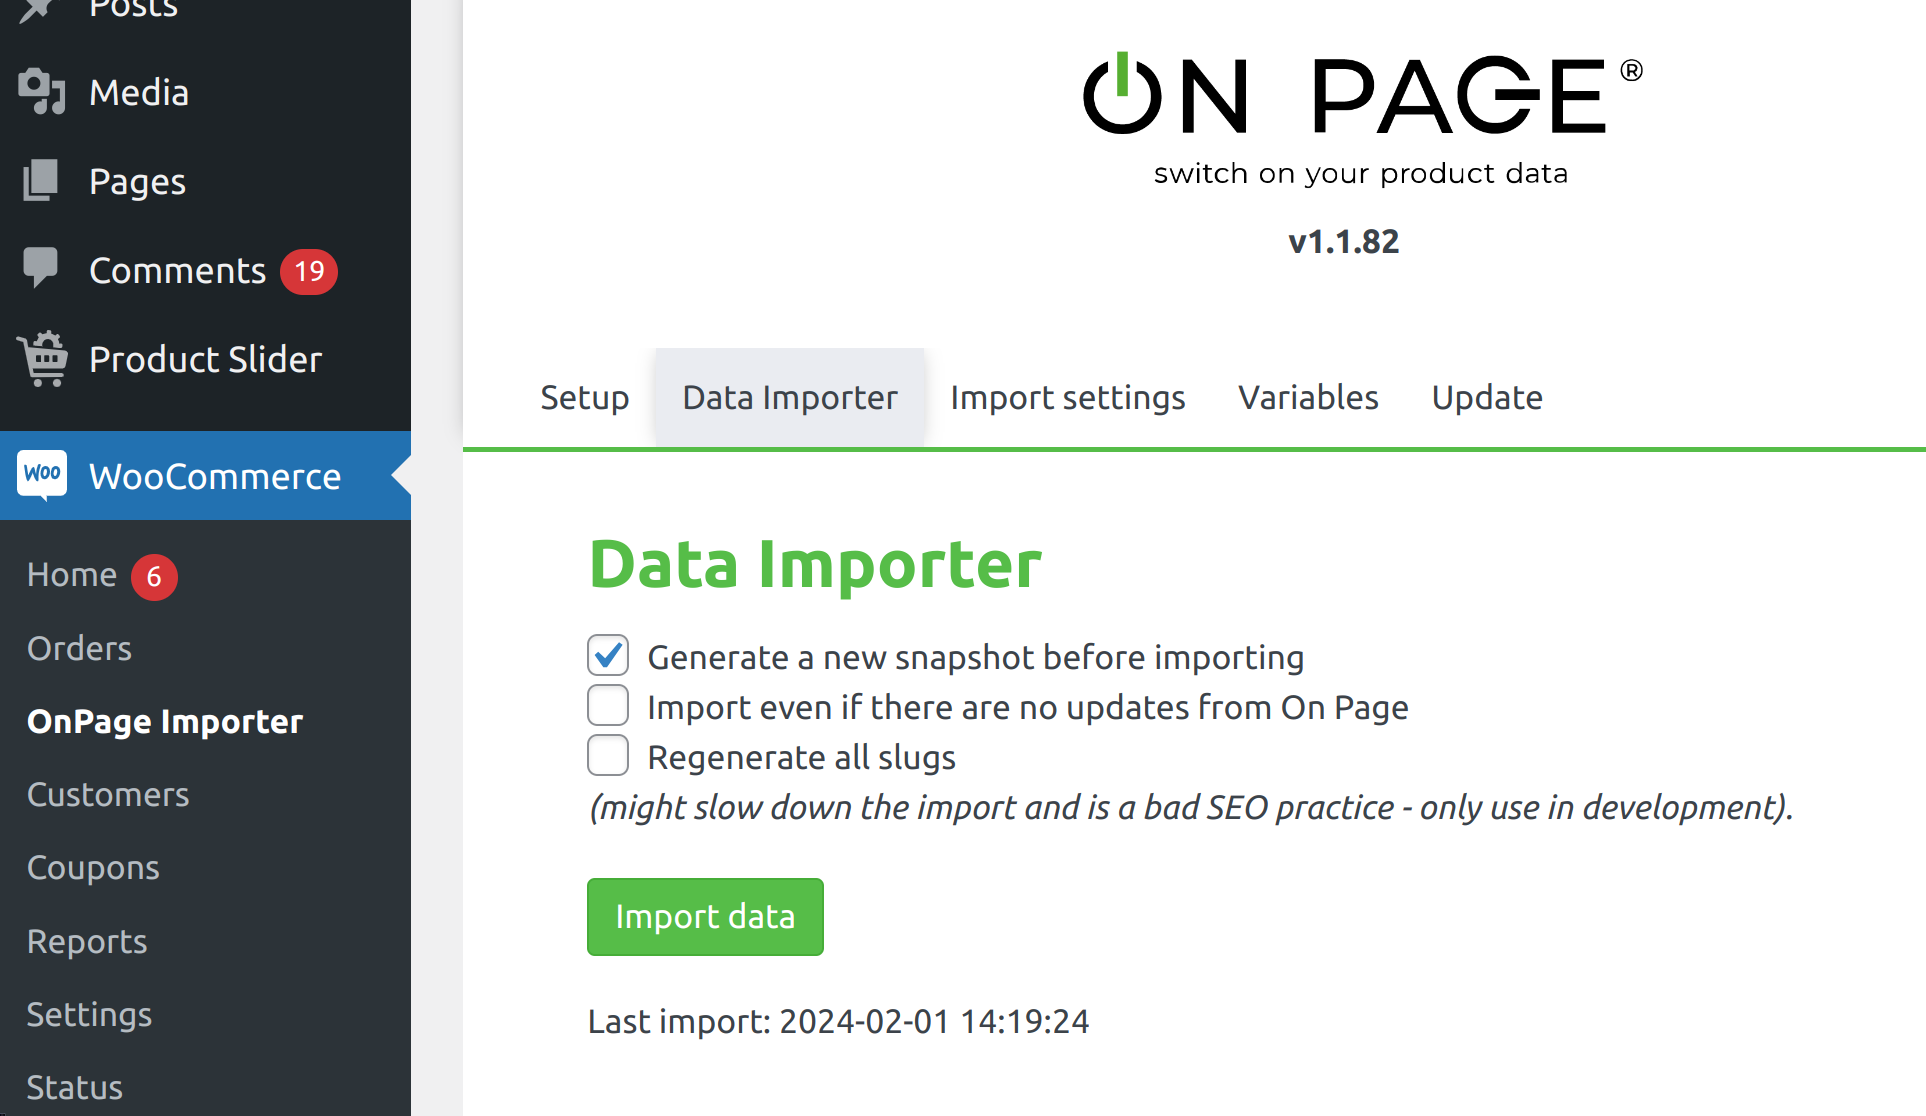 Posts
Media
Pages
Comments 19
Product Slider
Woo WooCommerce
Home 6
Orders
OnPage Importer
Customers
Coupons
Reports
Settings
Status
ON PAGE®
switch on your product data
v1.1.82
Setup Data Importer Import settings Variables Update
Data Importer
Generate a new snapshot before importing
Import even if there are no updates from On Page
Regenerate all slugs
(might slow down the import and is a bad SEO practice - only use in development).
Import data
Last import: 2024-02-01 14:19:24